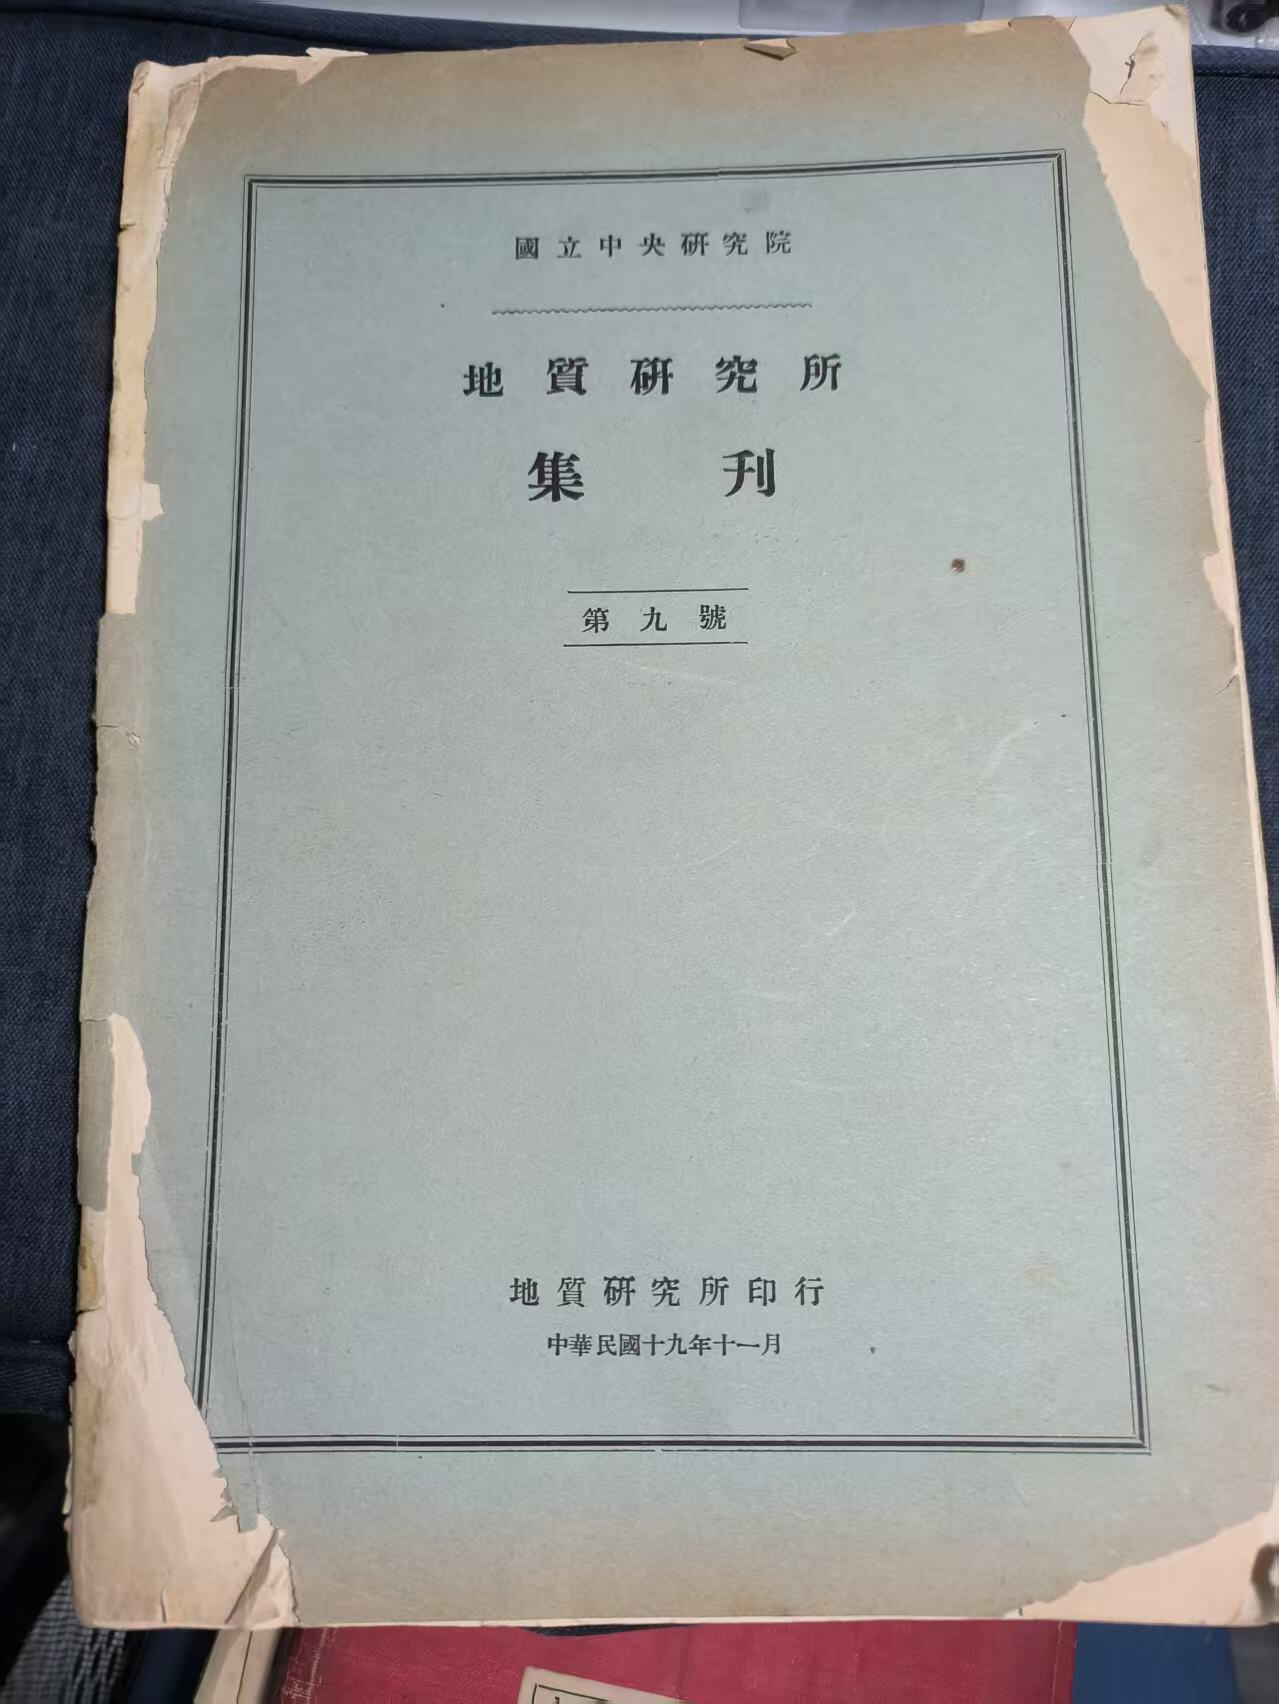 國立中央研究院
地質研究所
集刊
第九號
地質研究所印行
中華民國十九年十一月